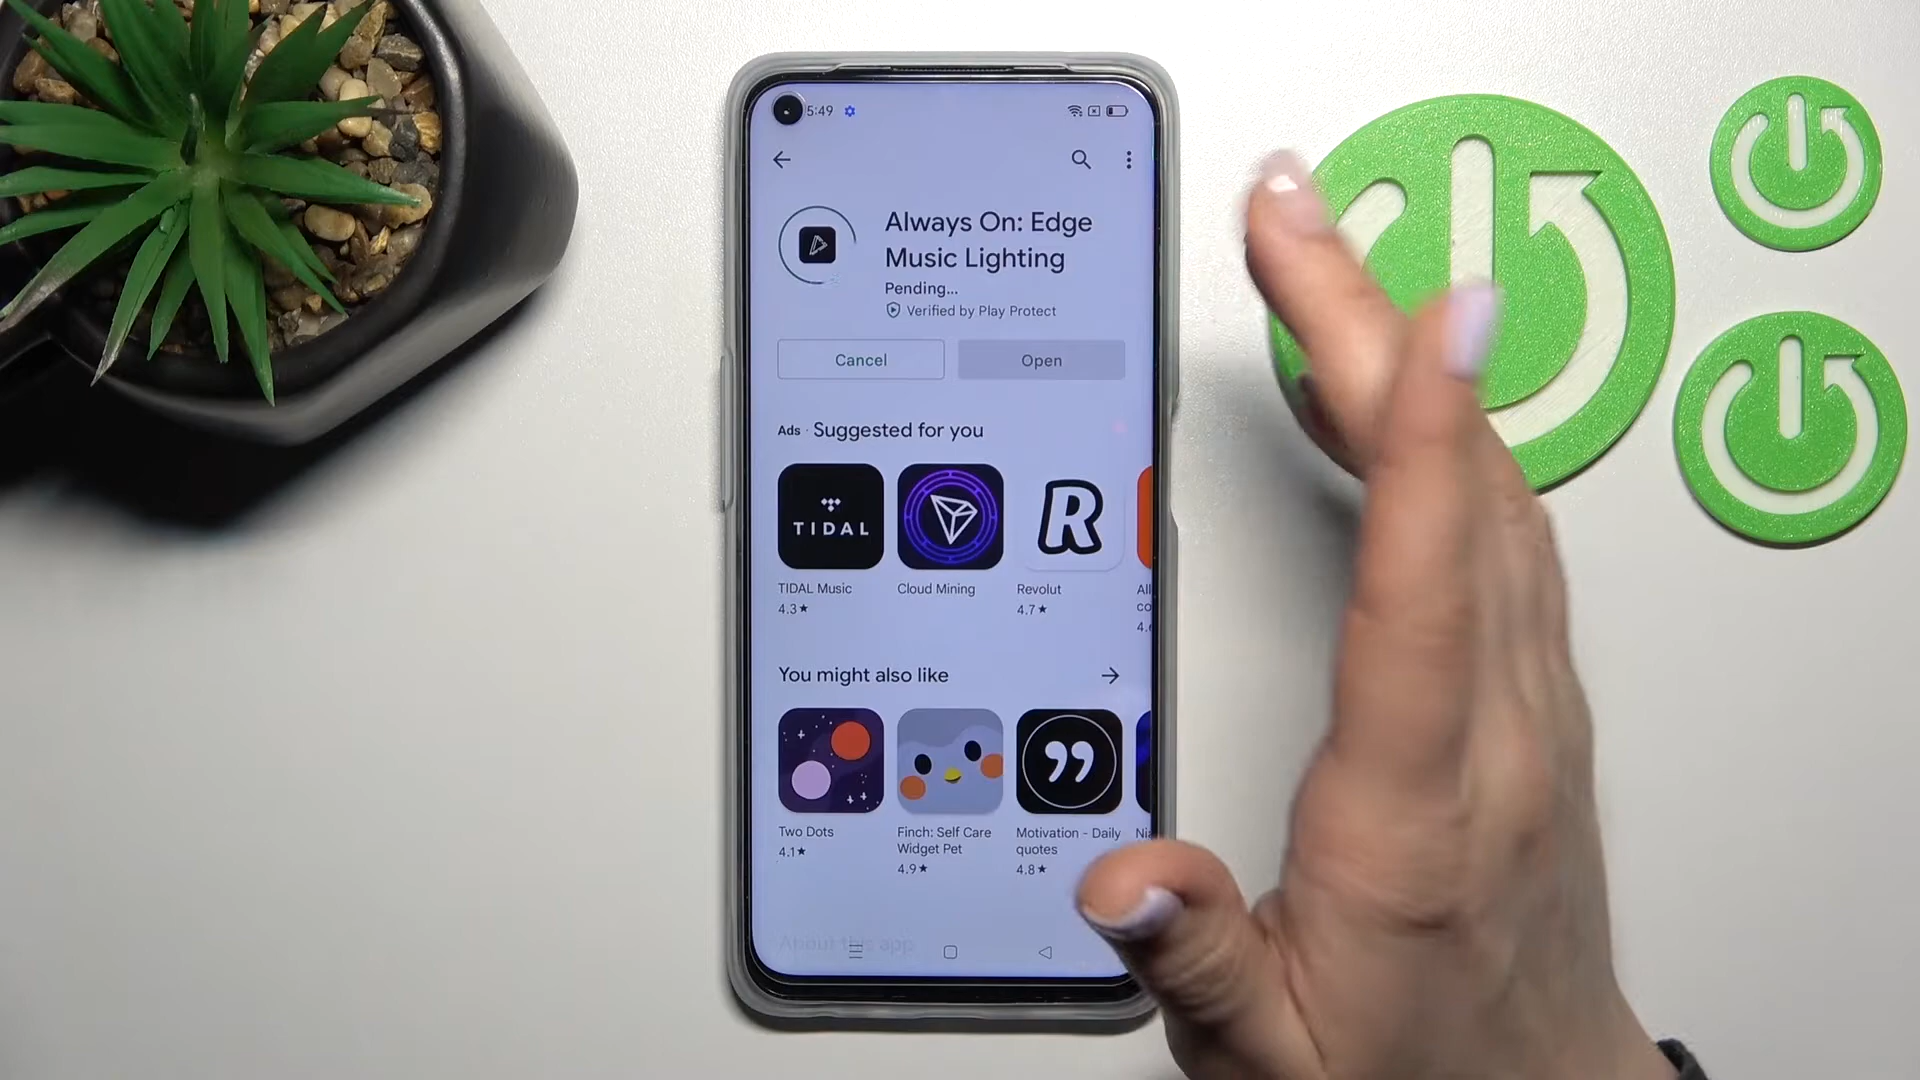 5:49
Always On: Edge
Music Lighting
Pending...
Verified by Play Protect
Cancel
Open
Ads · Suggested for you
TIDAL
R
TIDAL Music
4.3★
Cloud Mining
Revolut
4.7★
All
co
You might also like
Two Dots
4.1★
Finch: Self Care
Widget Pet
4.9★
Motivation - Daily
quotes
4.8★
About this app